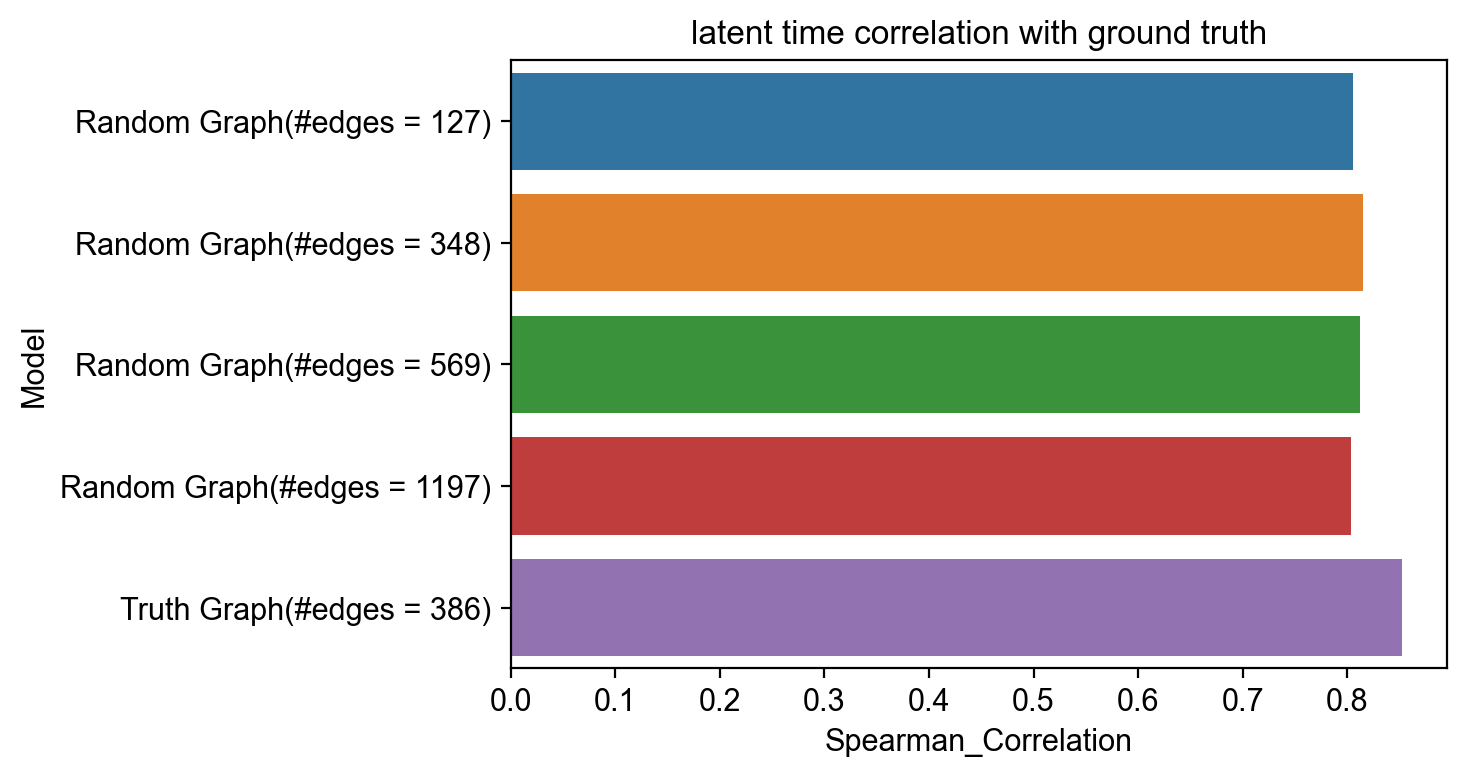 latent time correlation with ground truth
Model
Random Graph(#edges = 127)
Random Graph(#edges = 348)
Random Graph(#edges = 569)
Random Graph(#edges = 1197)
Truth Graph(#edges = 386)
0.0 0.1 0.2 0.3 0.4 0.5 0.6 0.7 0.8
Spearman_Correlation